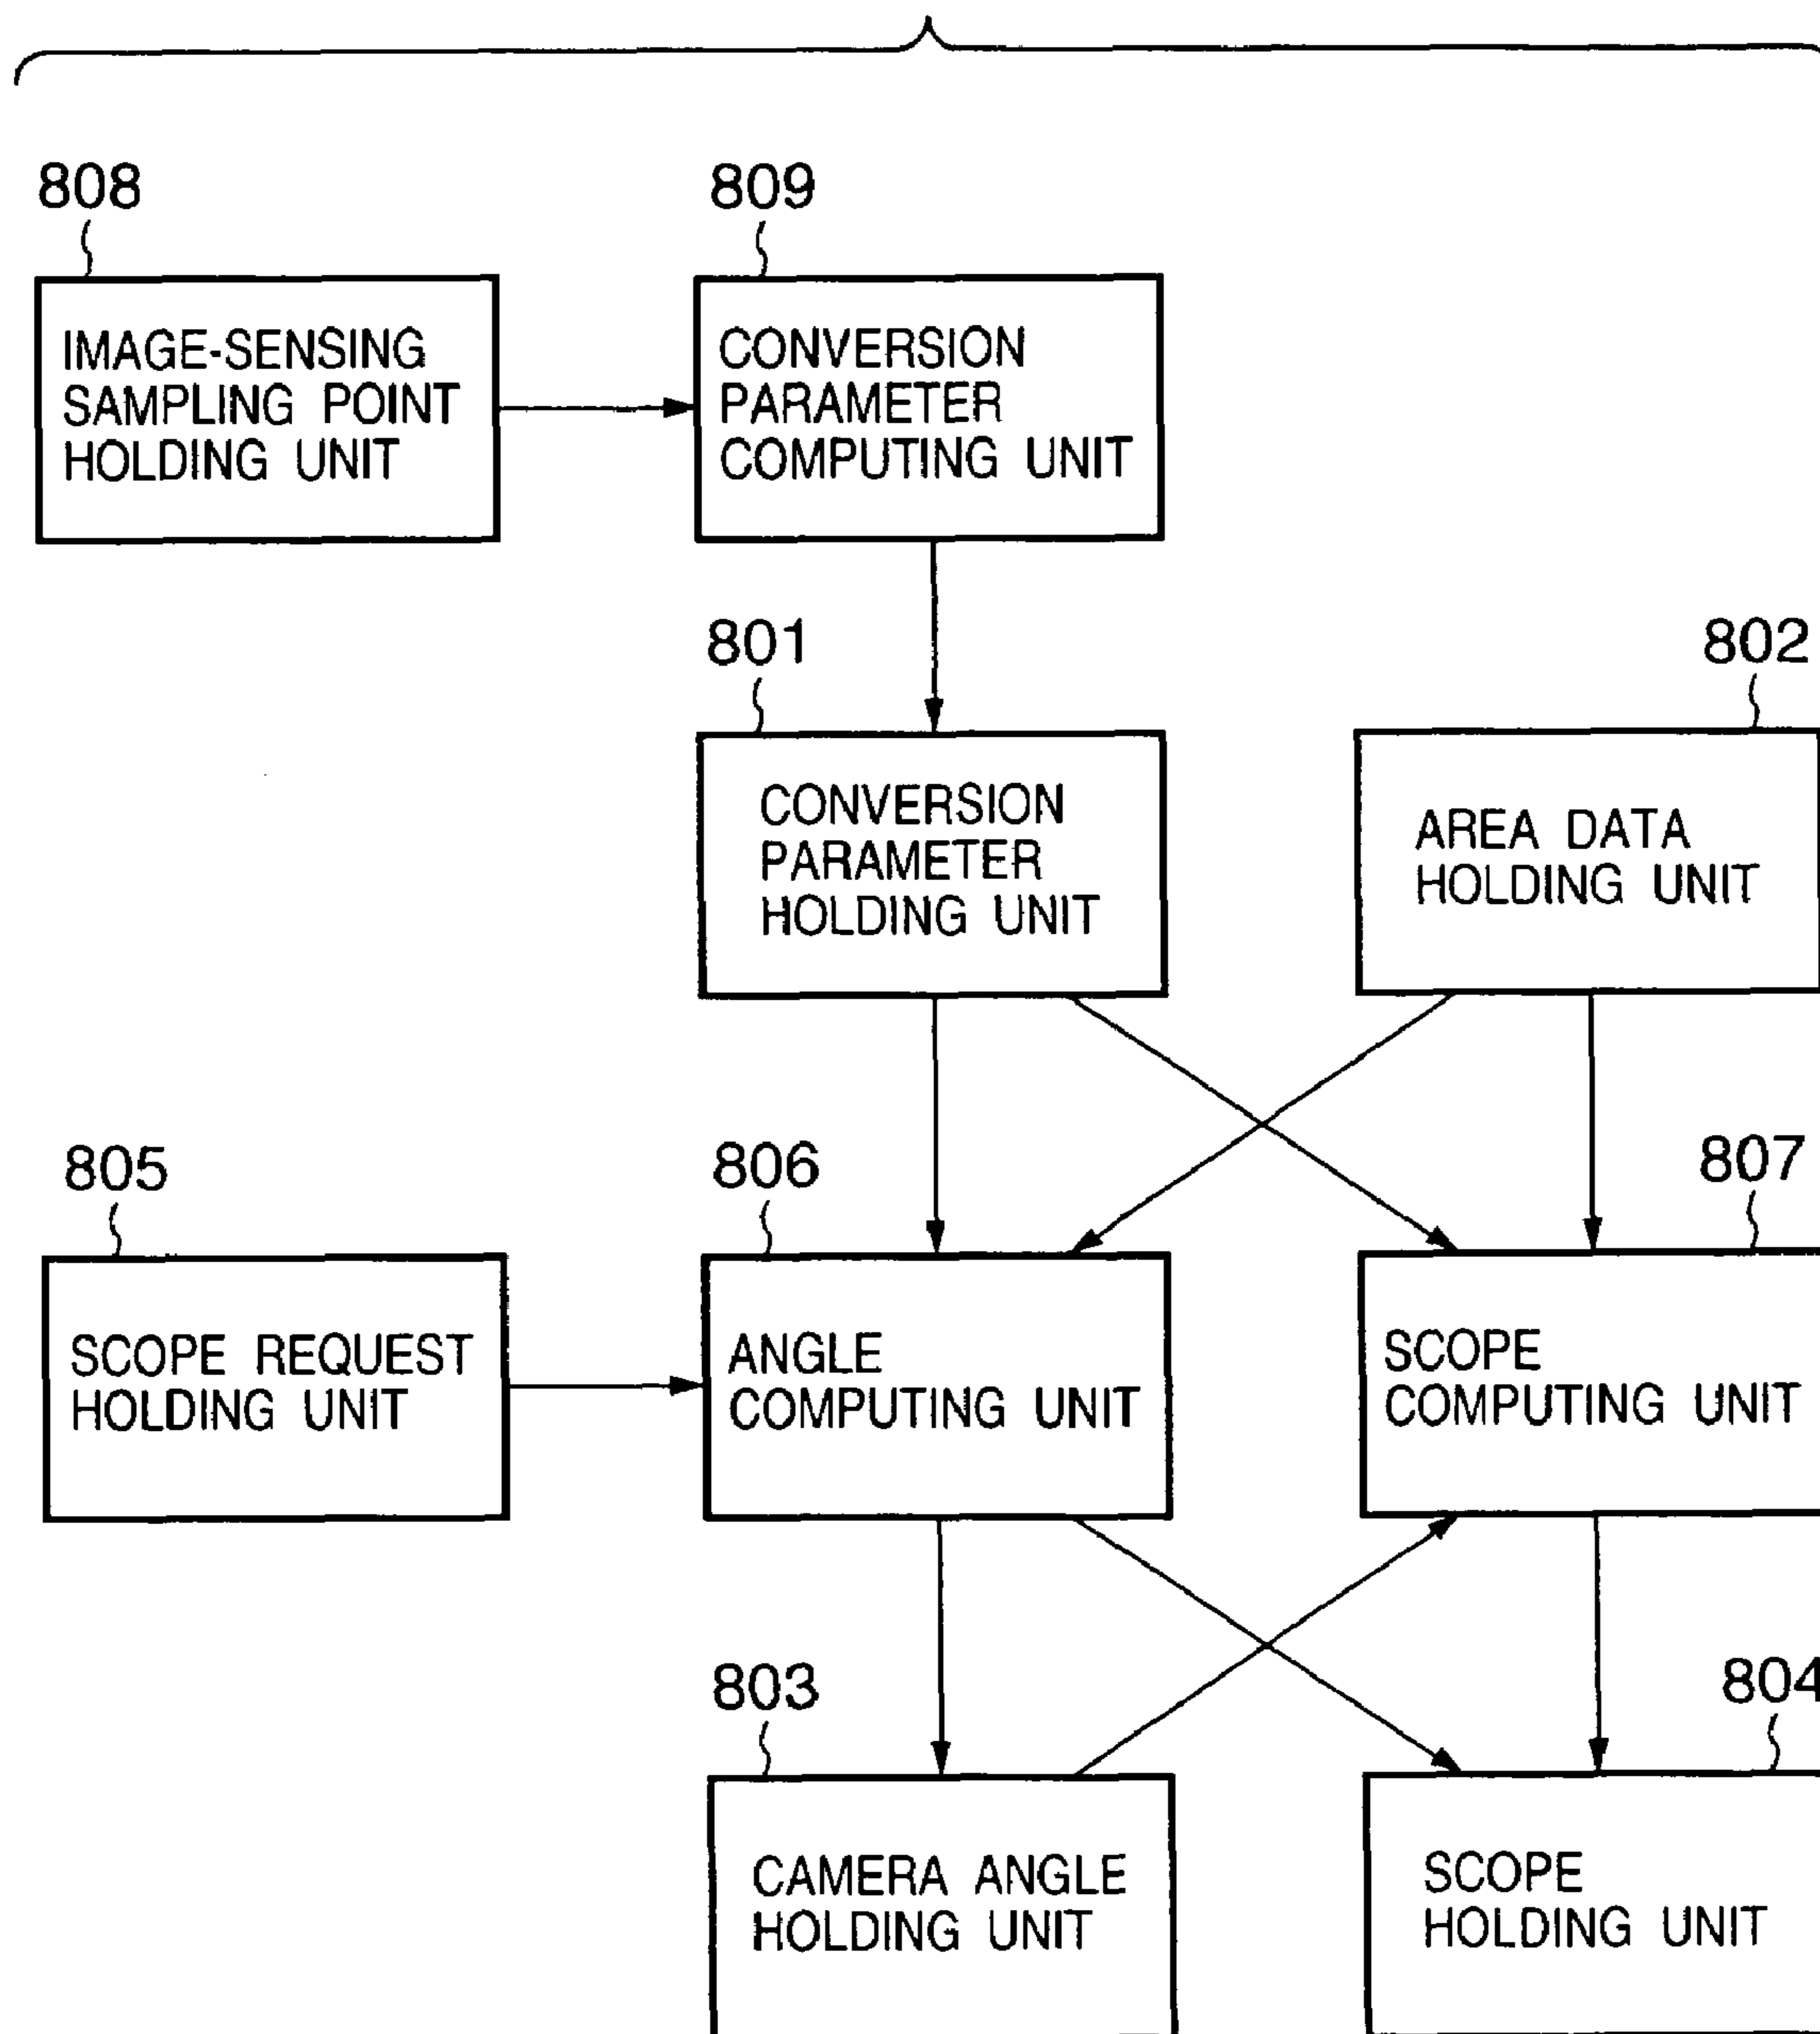 808
809
IMAGE-SENSING
SAMPLING POINT
HOLDING UNIT
CONVERSION
PARAMETER
COMPUTING UNIT
801
802
CONVERSION
PARAMETER
HOLDING UNIT
AREA DATA
HOLDING UNIT
805
806
807
SCOPE REQUEST
HOLDING UNIT
ANGLE
COMPUTING UNIT
SCOPE
COMPUTING UNIT
803
804
CAMERA ANGLE
HOLDING UNIT
SCOPE
HOLDING UNIT